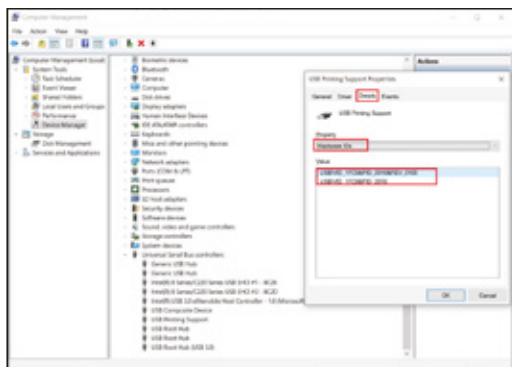 Computer Management
File Action View Help
Computer Management (Local)
System Tools
Task Scheduler
Event Viewer
Shared Folders
Local Users and Groups
Performance
Device Manager
Storage
Disk Management
Services and Applications
Biometric devices
Bluetooth
Cameras
Computer
Disk drives
Display adapters
Human Interface Devices
IDE ATA/ATAPI controllers
Keyboards
Mice and other pointing devices
Monitors
Network adapters
Ports (COM & LPT)
Print queues
Processors
Security devices
Software devices
Sound, video and game controllers
Storage controllers
System devices
Universal Serial Bus controllers
Generic USB Hub
Generic USB Hub
USB Composite Device
USB Printing Support
USB Root Hub
USB Root Hub
USB Root Hub (USB 3.0)
Actions
USB Printing Support Properties
General Driver Details Events
USB Printing Support
Property
Hardware Ids
Value
OK Cancel